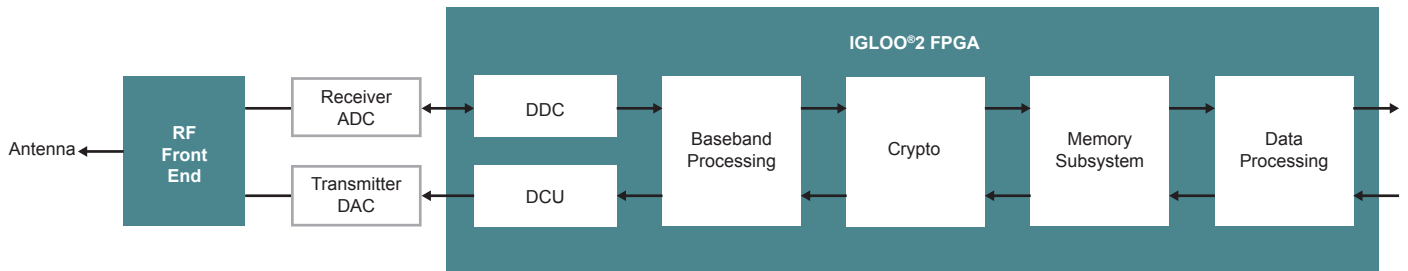 IGLOO®2 FPGA
Antenna
RF
Front
End
Receiver
ADC
Transmitter
DAC
DDC
DCU
Baseband
Processing
Crypto
Memory
Subsystem
Data
Processing